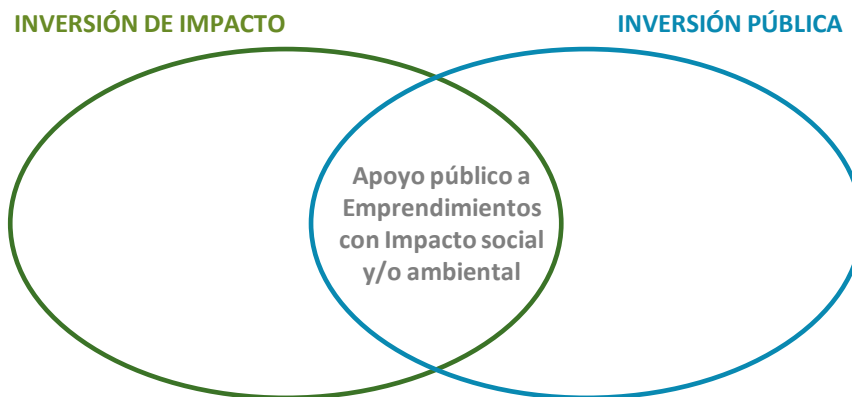 INVERSIÓN DE IMPACTO
INVERSIÓN PÚBLICA
Apoyo público a
Emprendimientos
con Impacto social
y/o ambiental